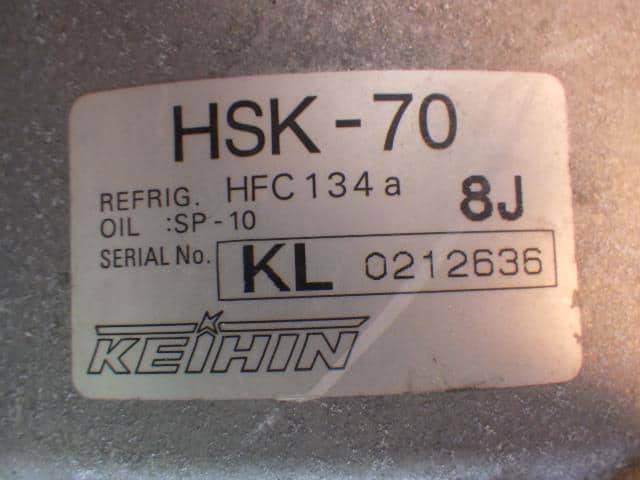 HSK-70
REFRIG. HFC134a
OIL :SP-10 8J
SERIAL No. KL 0212636
KEIHIN